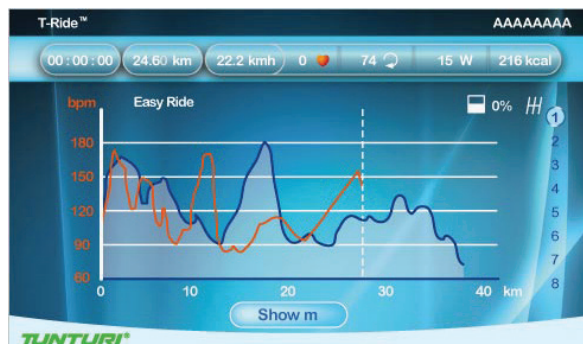 T-Ride™ AAAAAAAA
00 : 00 : 00 24.60 km 22.2 kmh 0 74 15 W 216 kcal
bpm Easy Ride 0%
1
180 2
150 3
4
120 5
90 6
7
60 8
0 10 20 30 40 km
Show m
TUNTURI®